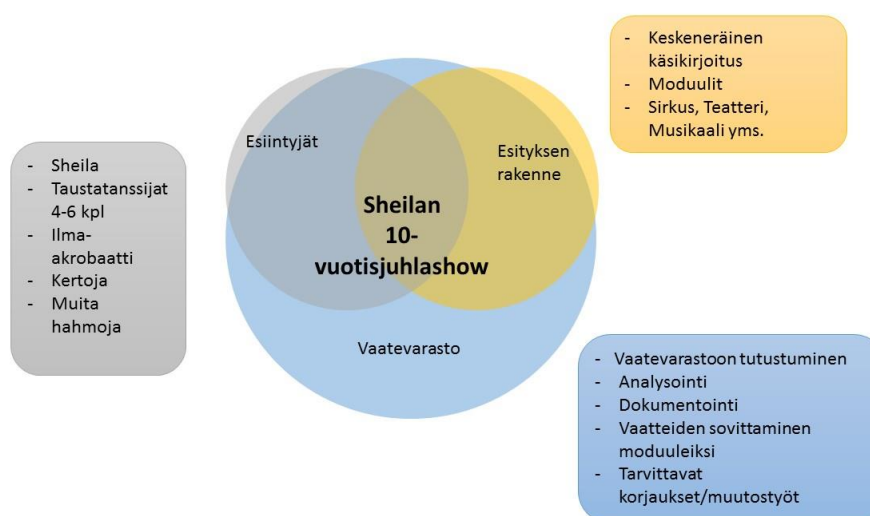 - Keskeneräinen
käsikirjoitus
- Moduulit
- Sirkus, Teatteri,
Musikaali yms.
Esiintyjät
Esityksen
rakenne
- Sheila
- Taustatanssijat
4-6 kpl
- Ilma-
akrobaatti
- Kertoja
- Muita
hahmoja
Sheilan
10-
vuotisjuhlashow
Vaatevarasto
- Vaatevarastoon tutustuminen
- Analysointi
- Dokumentointi
- Vaatteiden sovittaminen
moduuleiksi
- Tarvittavat
korjaukset/muutostyöt